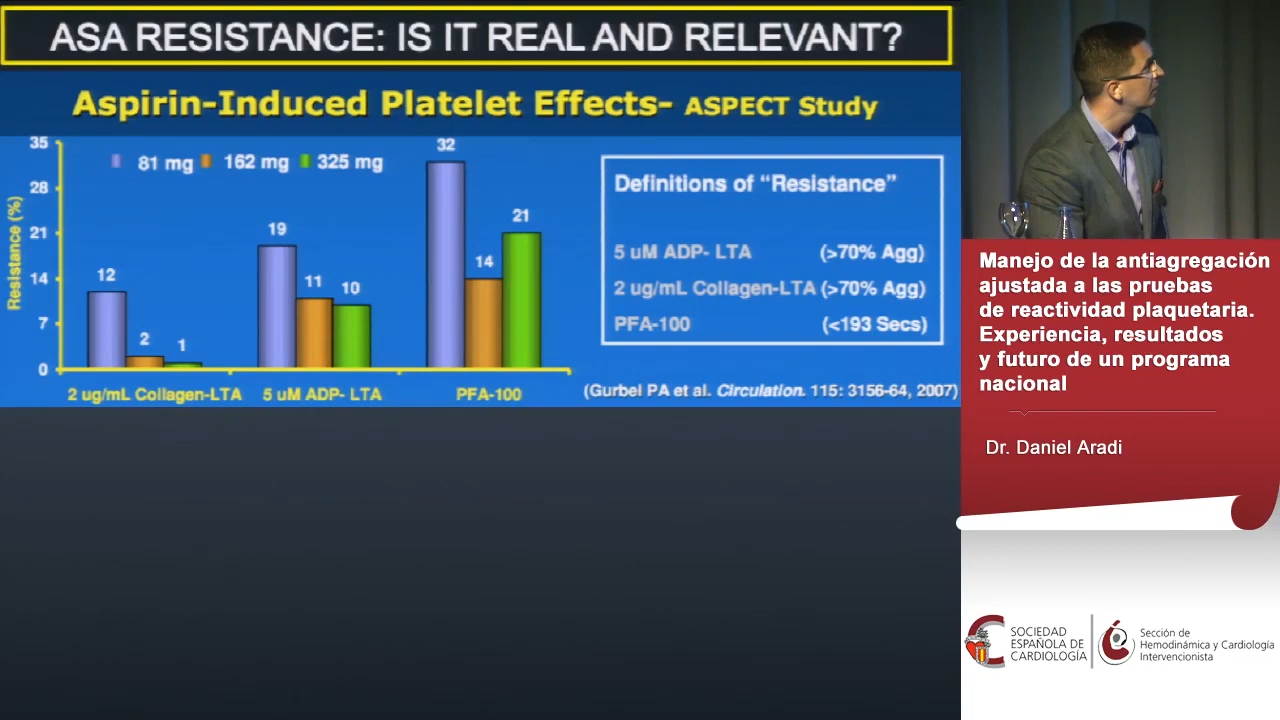 ASA RESISTANCE: IS IT REAL AND RELEVANT?
Aspirin-Induced Platelet Effects- ASPECT Study
Resistance (%)
35
28
21
14
7
0
81 mg 162 mg 325 mg
12
2
1
19
11
10
32
14
21
2 ug/mL Collagen-LTA 5 uM ADP- LTA PFA-100
Definitions of “Resistance”
5 uM ADP- LTA (>70% Agg)
2 ug/mL Collagen-LTA (>70% Agg)
PFA-100 (<193 Secs)
(Gurbel PA et al. Circulation. 115: 3156-64, 2007)
Manejo de la antiagregación
ajustada a las pruebas
de reactividad plaquetaria.
Experiencia, resultados
y futuro de un programa
nacional
Dr. Daniel Aradi
SOCIEDAD
ESPAÑOLA DE
CARDIOLOGÍA
Sección de
Hemodinámica y Cardiología
Intervencionista